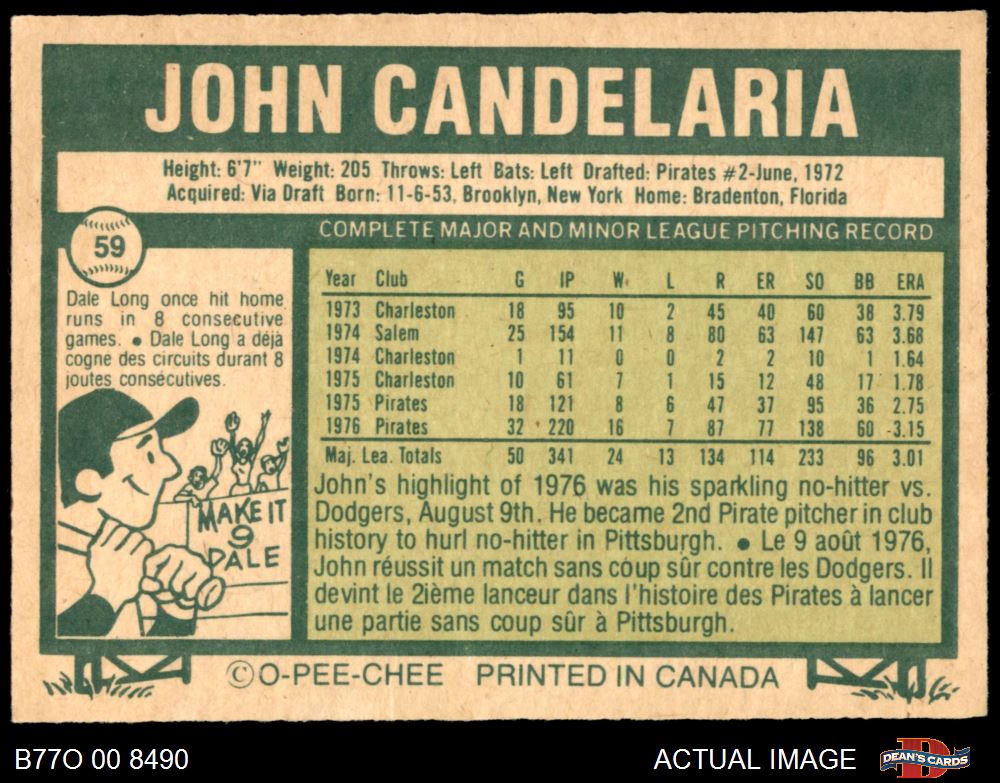 JOHN CANDELARIA
Height: 6'7" Weight: 205 Throws: Left Bats: Left Drafted: Pirates #2-June, 1972
Acquired: Via Draft Born: 11-6-53, Brooklyn, New York Home: Bradenton, Florida
59
COMPLETE MAJOR AND MINOR LEAGUE PITCHING RECORD
Dale Long once hit home
runs in 8 consecutive
games. • Dale Long a déjà
cogné des circuits durant 8
joutes consécutives.
MAKE IT
9
DALE
Year Club G IP W L R ER SO BB ERA
1973 Charleston 18 95 10 2 45 40 60 38 3.79
1974 Salem 25 154 11 8 80 63 147 63 3.68
1974 Charleston 1 11 0 0 2 2 10 1 1.64
1975 Charleston 10 61 7 1 15 12 48 17 1.78
1975 Pirates 18 121 8 6 47 37 95 36 2.75
1976 Pirates 32 220 16 7 87 77 138 60 3.15
Maj. Lea. Totals 50 341 24 13 134 114 233 96 3.01
John's highlight of 1976 was his sparkling no-hitter vs.
Dodgers, August 9th. He became 2nd Pirate pitcher in club
history to hurl no-hitter in Pittsburgh. • Le 9 août 1976,
John réussit un match sans coup sûr contre les Dodgers. Il
devint le 2ième lanceur dans l'histoire des Pirates à lancer
une partie sans coup sûr à Pittsburgh.
©O-PEE-CHEE PRINTED IN CANADA
B77O 00 8490
ACTUAL IMAGE
DEAN'S CARDS